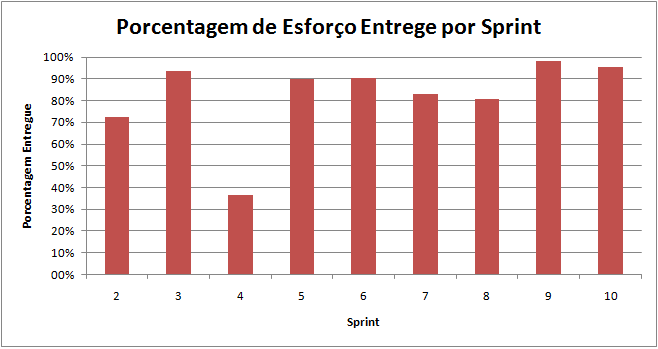 Porcentagem de Esforço Entrege por Sprint
Porcentagem Entregue
100%
90%
80%
70%
60%
50%
40%
30%
20%
10%
00%
2 3 4 5 6 7 8 9 10
Sprint